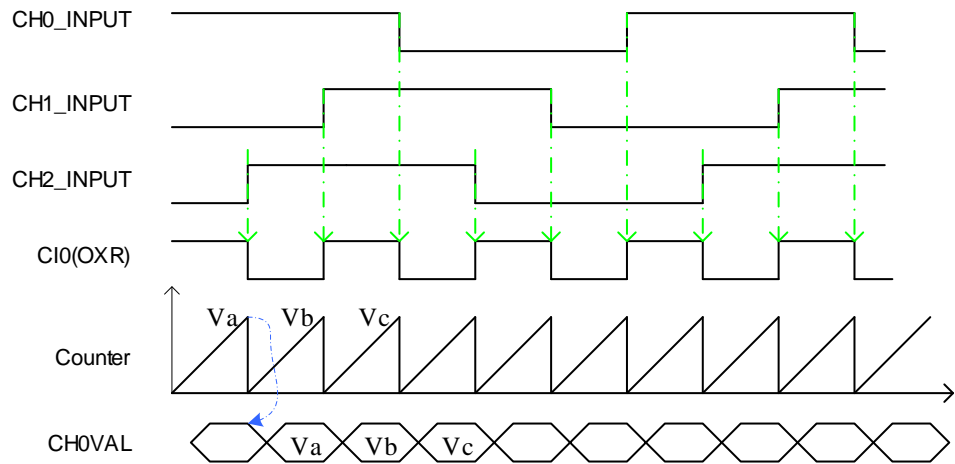 CH0_INPUT
CH1_INPUT
CH2_INPUT
CI0(OXR)
Va Vb Vc
Counter
CH0VAL Va Vb Vc